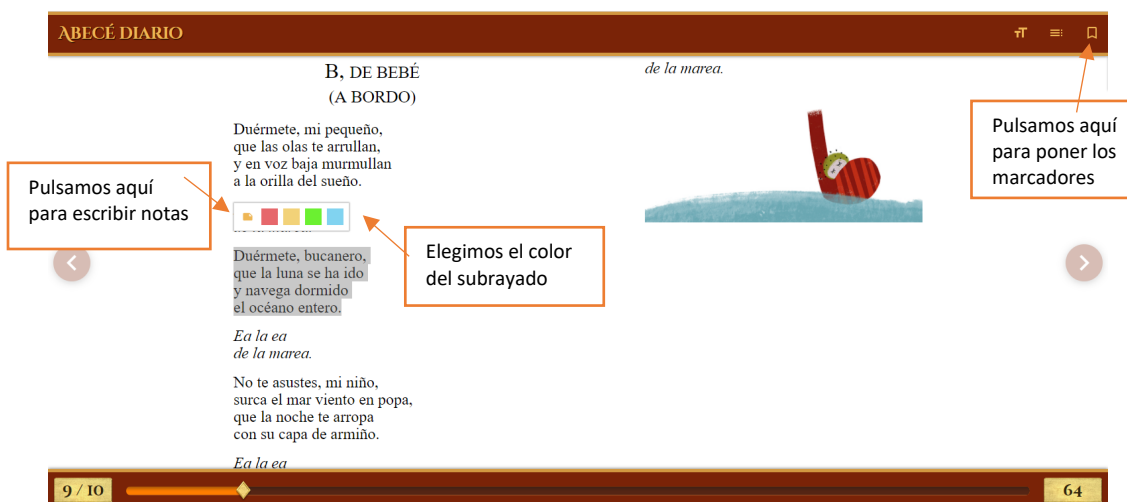 ABECÉ DIARIO
B, DE BEBÉ
(A BORDO)
Duérmete, mi pequeño,
que las olas te arrullan,
y en voz baja murmullan
a la orilla del sueño.
Duérmete, bucanero,
que la luna se ha ido
y navega dormido
el océano entero.
Ea la ea
de la marea.
No te asustes, mi niño,
surca el mar viento en popa,
que la noche te arropa
con su capa de armiño.
Ea la ea
de la marea.
Pulsamos aquí
para escribir notas
Elegimos el color
del subrayado
Pulsamos aquí
para poner los
marcadores
9 / 10
64